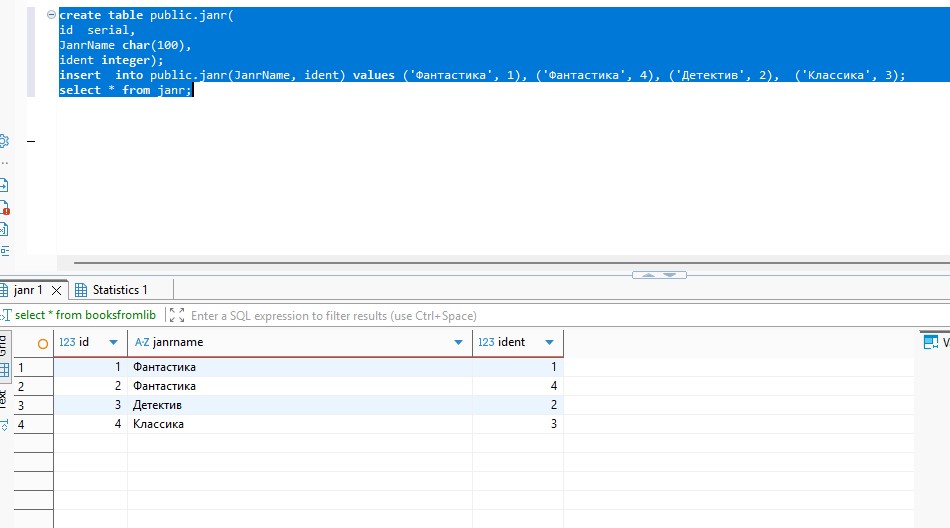 create table public.janr(
id  serial,
JanrName char(100),
ident integer);
insert  into public.janr(JanrName, ident) values ('Фантастика', 1), ('Фантастика', 4), ('Детектив', 2),  ('Классика', 3);
select * from janr;
janr 1 Statistics 1
select * from booksfromlib Enter a SQL expression to filter results (use Ctrl+Space)
Grid
Text
123 id A-Z janrname 123 ident
1 1 Фантастика 1
2 2 Фантастика 4
3 3 Детектив 2
4 4 Классика 3